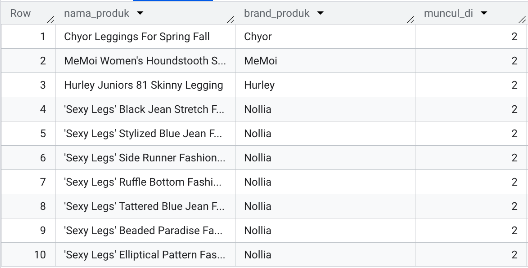 Row nama_produk brand_produk muncul_di
1 Chyor Leggings For Spring Fall Chyor 2
2 MeMoi Women's Houndstooth S... MeMoi 2
3 Hurley Juniors 81 Skinny Legging Hurley 2
4 'Sexy Legs' Black Jean Stretch F... Nollia 2
5 'Sexy Legs' Stylized Blue Jean F... Nollia 2
6 'Sexy Legs' Side Runner Fashion... Nollia 2
7 'Sexy Legs' Ruffle Bottom Fashi... Nollia 2
8 'Sexy Legs' Tattered Blue Jean F... Nollia 2
9 'Sexy Legs' Beaded Paradise Fa... Nollia 2
10 'Sexy Legs' Elliptical Pattern Fas... Nollia 2